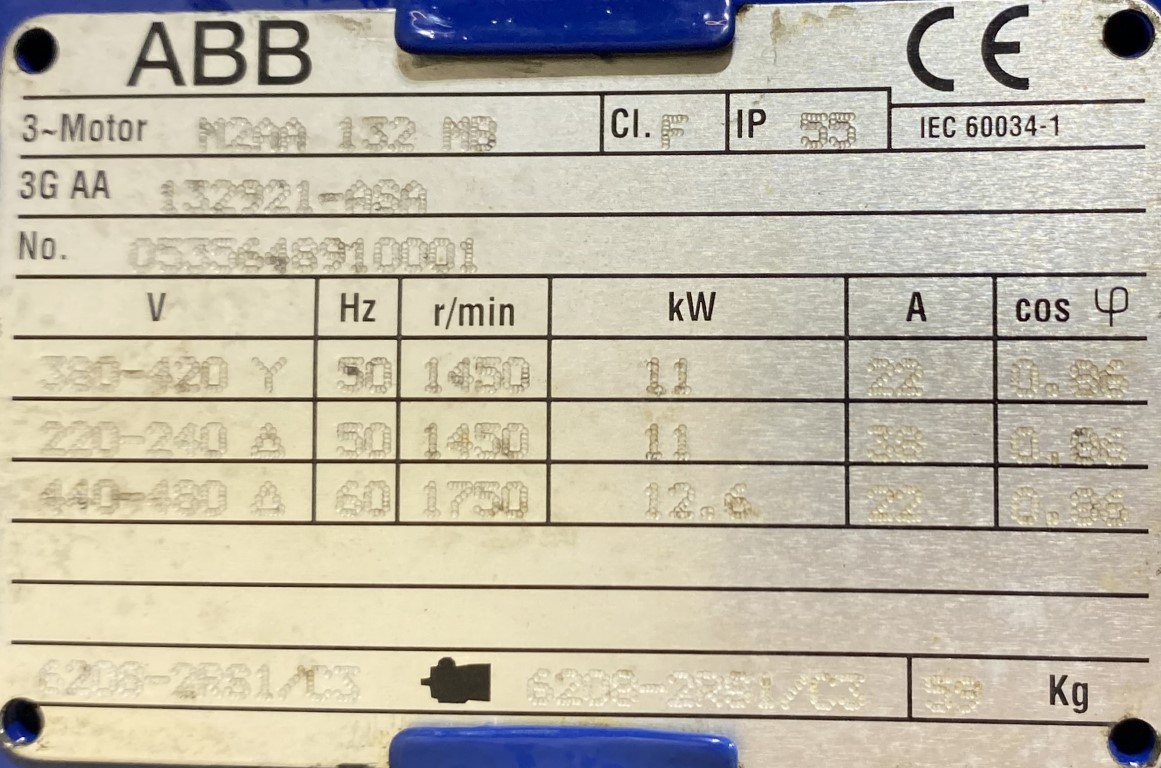 ABB CE
3~Motor M2AA 132 MB Cl. F IP 55 IEC 60034-1
3G AA 132921-ASA
No. 0535648910001
V Hz r/min kW A cos φ
380-420 Y 50 1450 11 22 0.86
220-240 Δ 50 1450 11 38 0.86
440-480 Δ 60 1750 12.6 22 0.86
6208-2RS1/C3 6208-2RS1/C3 59 Kg